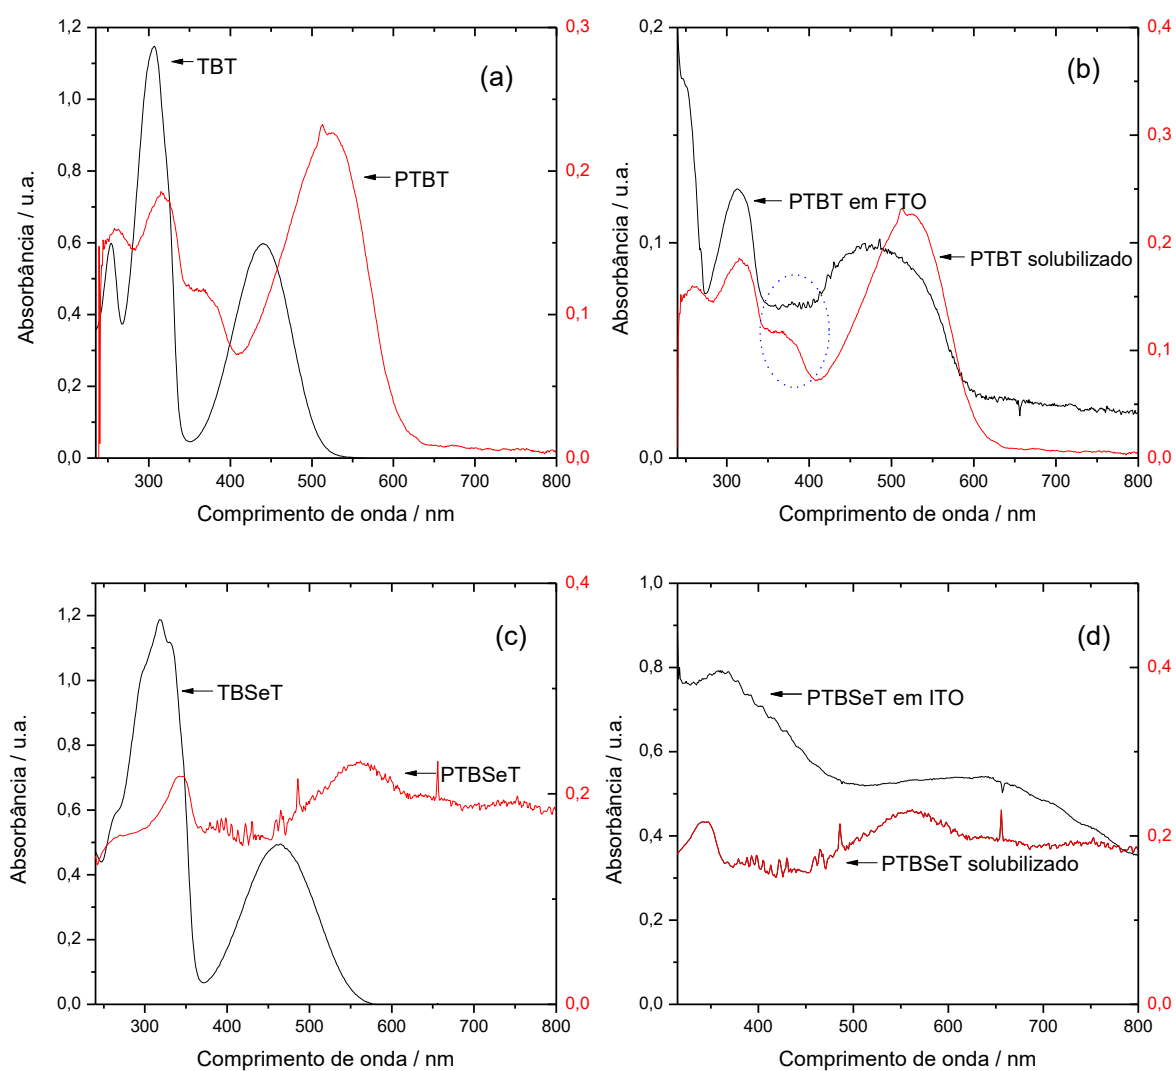 1,2
1,0
0,8
0,6
0,4
0,2
0,0
Absorbância / u.a.
0,3
0,2
0,1
0,0
300 400 500 600 700 800
Comprimento de onda / nm
TBT
PTBT
(a)
0,2
0,1
0,0
Absorbância / u.a.
0,4
0,3
0,2
0,1
0,0
300 400 500 600 700 800
Comprimento de onda / nm
(b)
PTBT em FTO
PTBT solubilizado
1,2
1,0
0,8
0,6
0,4
0,2
0,0
Absorbância / u.a.
0,4
0,2
0,0
300 400 500 600 700 800
Comprimento de onda / nm
(c)
TBSeT
PTBSeT
1,0
0,8
0,6
0,4
0,2
0,0
Absorbância / u.a.
0,4
0,2
0,0
400 500 600 700 800
Comprimento de onda / nm
(d)
PTBSeT em ITO
PTBSeT solubilizado